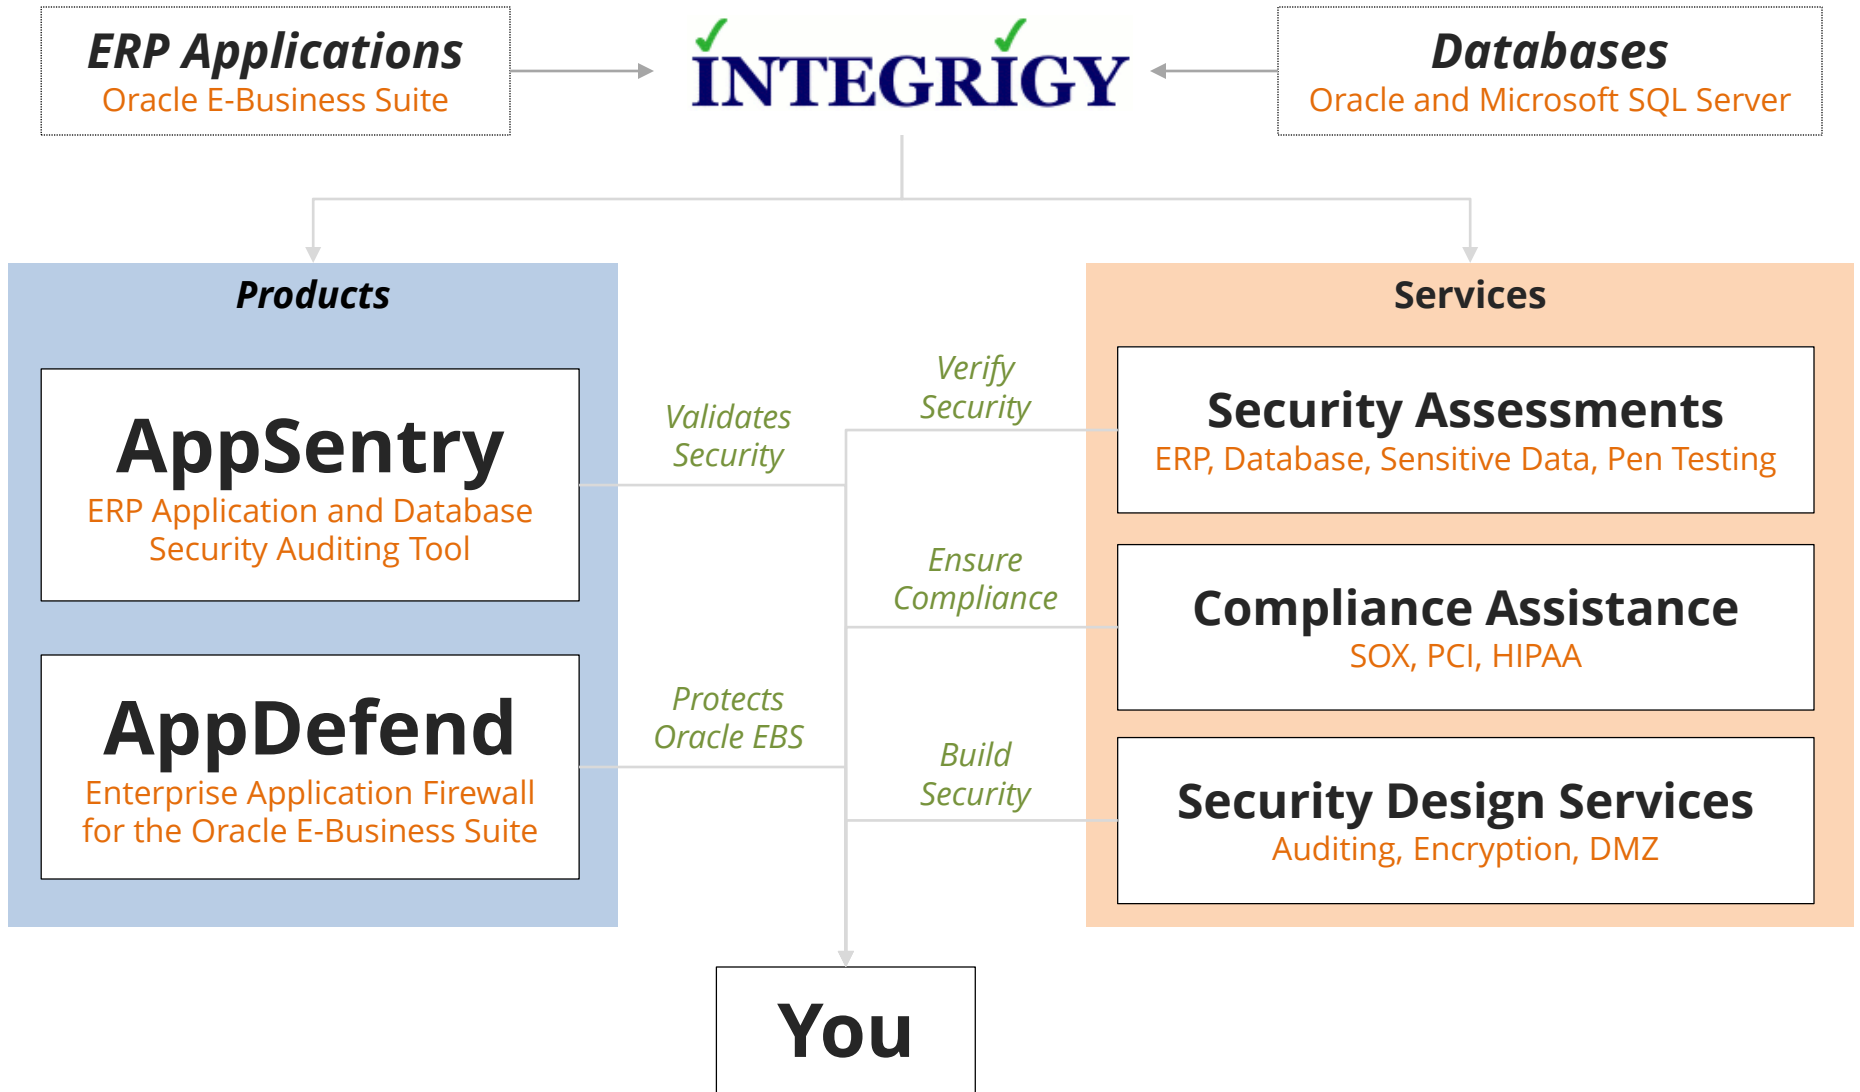 ERP Applications
Oracle E-Business Suite
INTEGRIGY
Databases
Oracle and Microsoft SQL Server
Products
AppSentry
ERP Application and Database
Security Auditing Tool
AppDefend
Enterprise Application Firewall
for the Oracle E-Business Suite
Validates
Security
Protects
Oracle EBS
Verify
Security
Ensure
Compliance
Build
Security
Services
Security Assessments
ERP, Database, Sensitive Data, Pen Testing
Compliance Assistance
SOX, PCI, HIPAA
Security Design Services
Auditing, Encryption, DMZ
You